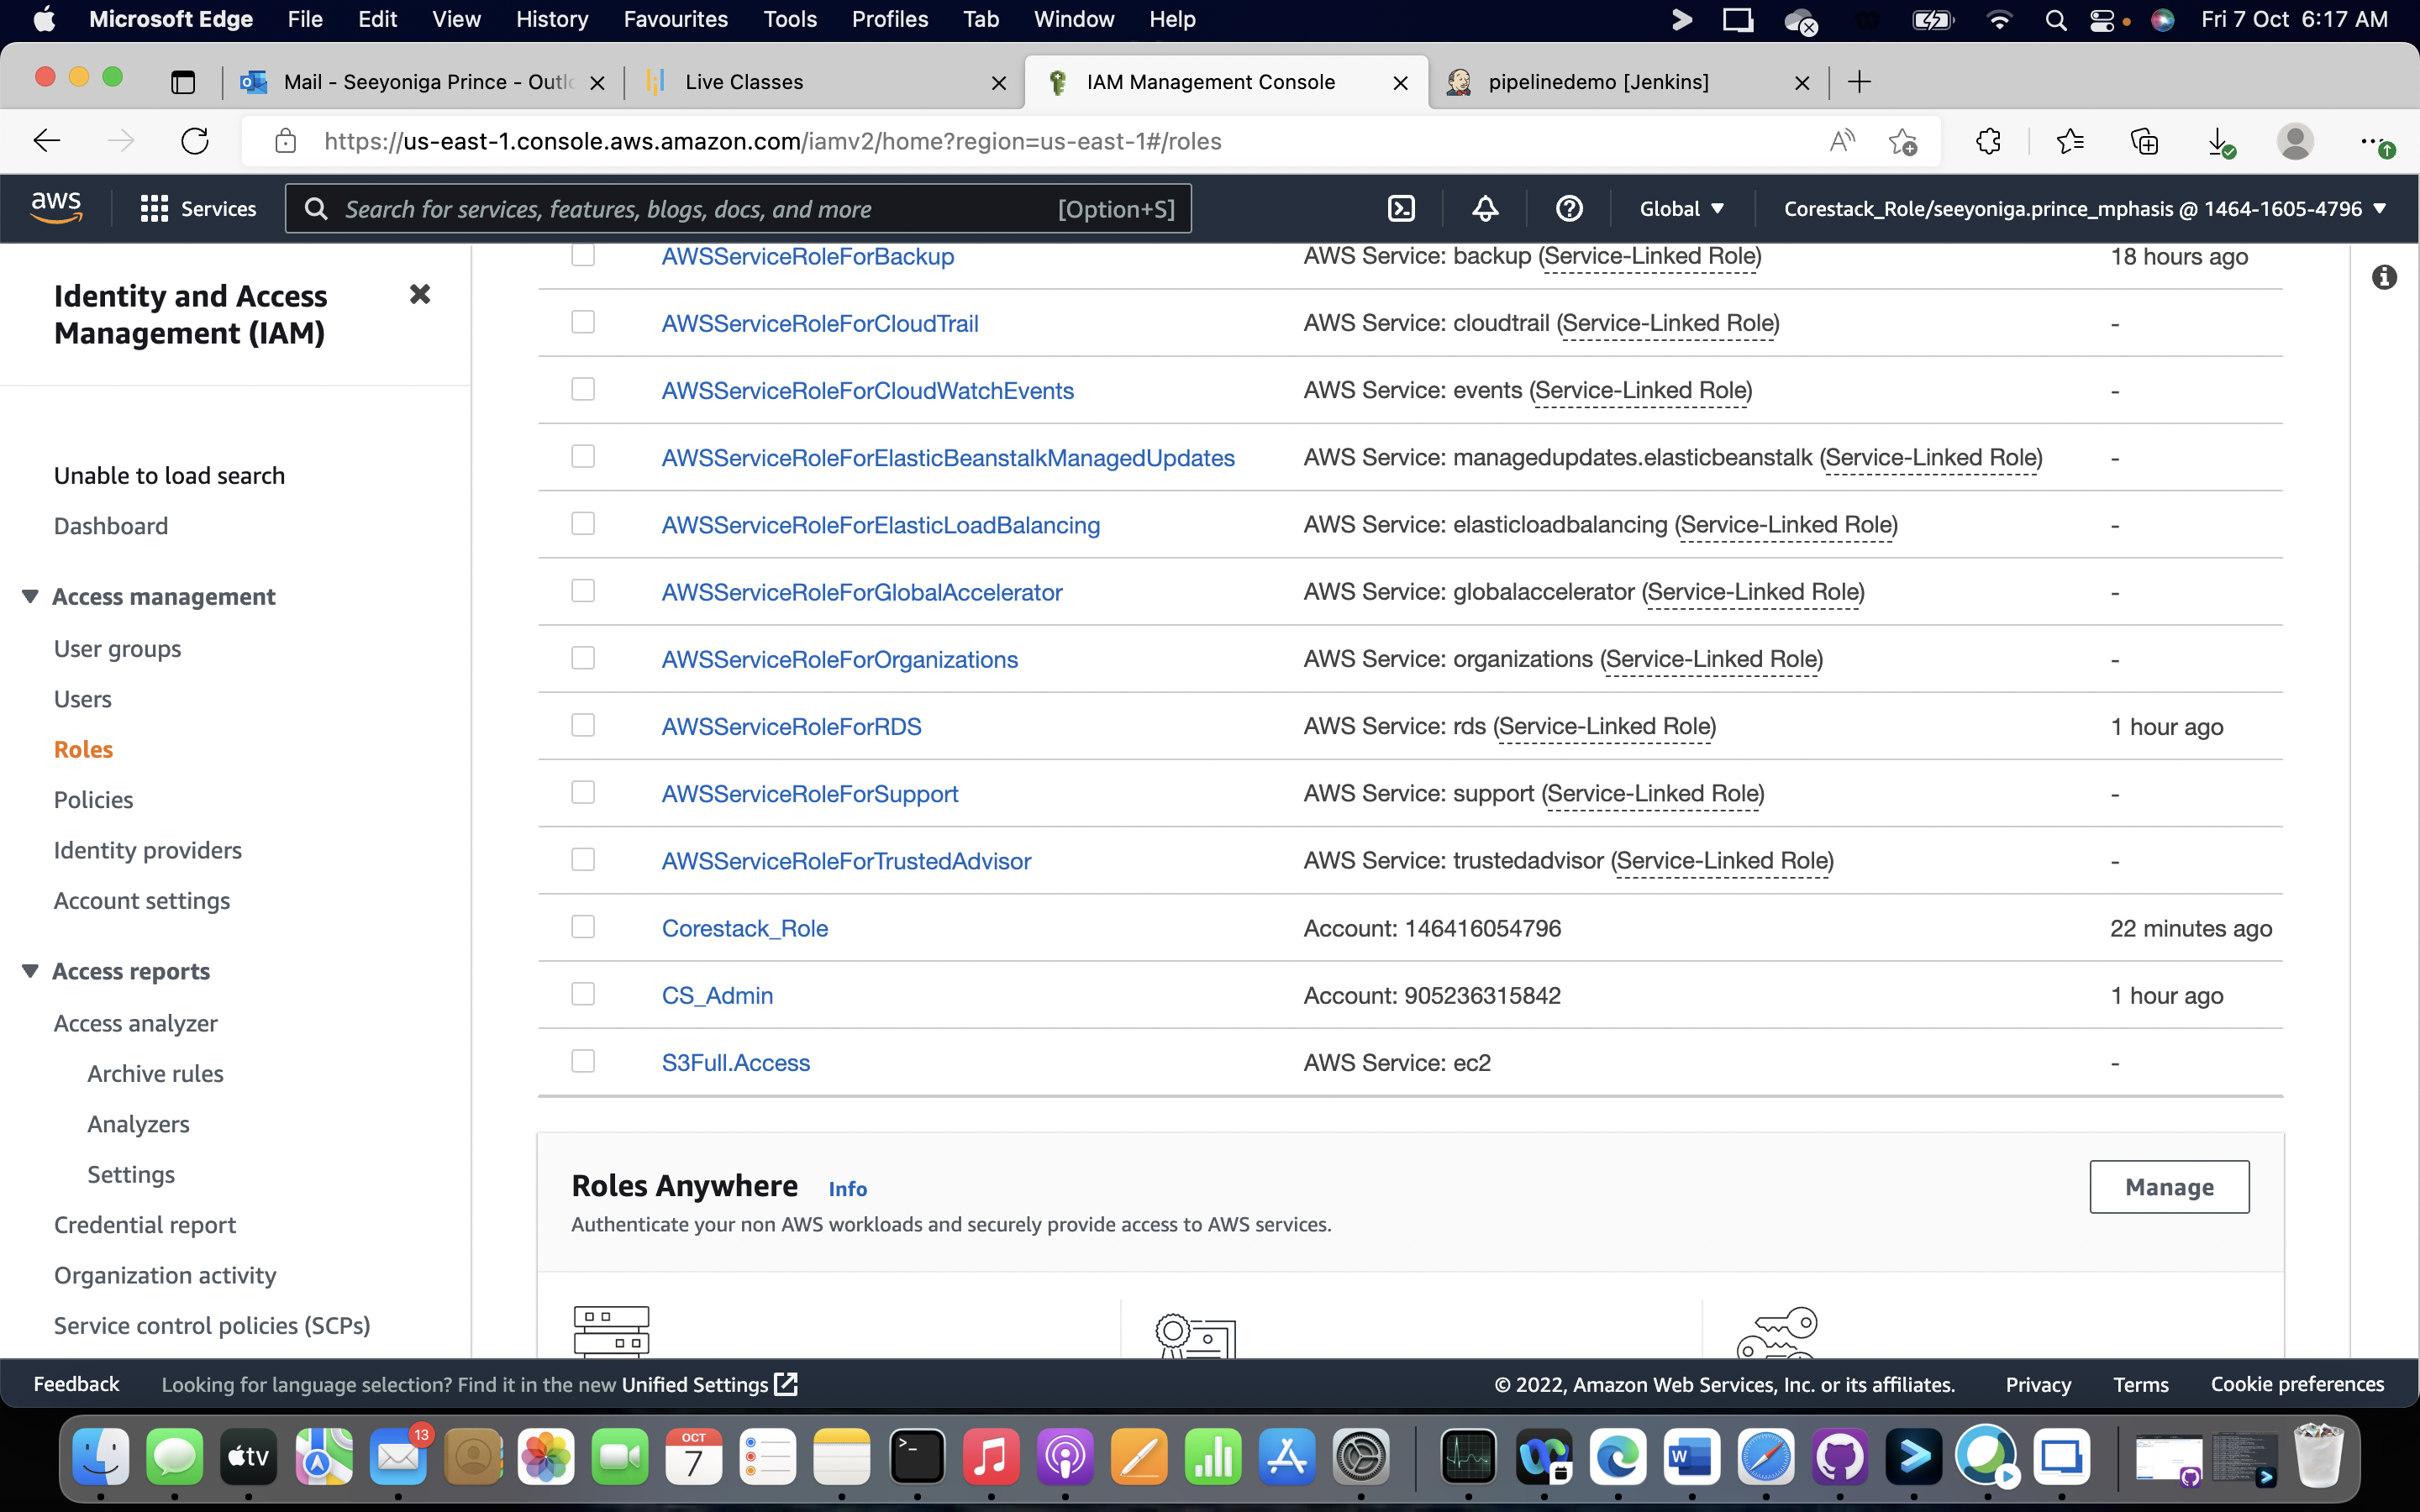 Microsoft Edge File Edit View History Favourites Tools Profiles Tab Window Help Fri 7 Oct 6:17 AM
Mail - Seeyoniga Prince - Outlo Live Classes IAM Management Console pipelinedemo [Jenkins]
https://us-east-1.console.aws.amazon.com/iamv2/home?region=us-east-1#/roles
aws Services Search for services, features, blogs, docs, and more [Option+S] Global Corestack_Role/seeyoniga.prince_mphasis @ 1464-1605-4796
Identity and Access
Management (IAM)
Unable to load search
Dashboard
Access management
User groups
Users
Roles
Policies
Identity providers
Account settings
Access reports
Access analyzer
Archive rules
Analyzers
Settings
Credential report
Organization activity
Service control policies (SCPs)
AWSServiceRoleForBackup AWS Service: backup (Service-Linked Role) 18 hours ago
AWSServiceRoleForCloudTrail AWS Service: cloudtrail (Service-Linked Role) -
AWSServiceRoleForCloudWatchEvents AWS Service: events (Service-Linked Role) -
AWSServiceRoleForElasticBeanstalkManagedUpdates AWS Service: managedupdates.elasticbeanstalk (Service-Linked Role) -
AWSServiceRoleForElasticLoadBalancing AWS Service: elasticloadbalancing (Service-Linked Role) -
AWSServiceRoleForGlobalAccelerator AWS Service: globalaccelerator (Service-Linked Role) -
AWSServiceRoleForOrganizations AWS Service: organizations (Service-Linked Role) -
AWSServiceRoleForRDS AWS Service: rds (Service-Linked Role) 1 hour ago
AWSServiceRoleForSupport AWS Service: support (Service-Linked Role) -
AWSServiceRoleForTrustedAdvisor AWS Service: trustedadvisor (Service-Linked Role) -
Corestack_Role Account: 146416054796 22 minutes ago
CS_Admin Account: 905236315842 1 hour ago
S3Full.Access AWS Service: ec2 -
Roles Anywhere Info Manage
Authenticate your non AWS workloads and securely provide access to AWS services.
Feedback Looking for language selection? Find it in the new Unified Settings © 2022, Amazon Web Services, Inc. or its affiliates. Privacy Terms Cookie preferences
tv 13 OCT 7 W